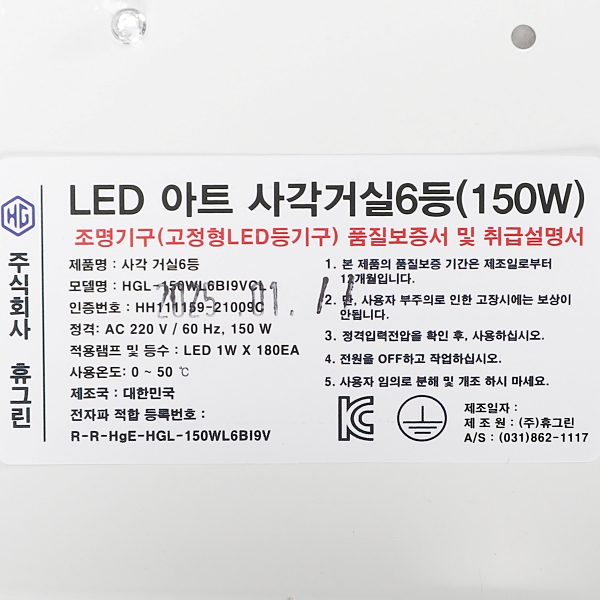 HG
주식회사 휴그린
LED 아트 사각거실6등(150W)
조명기구(고정형LED등기구) 품질보증서 및 취급설명서
제품명 : 사각 거실6등
모델명 : HGL-150WL6BI9VCL
인증번호 : HH111159-21009C
정격 : AC 220 V / 60 Hz, 150 W
적용램프 및 등수 : LED 1W X 180EA
사용온도 : 0 ~ 50 ℃
제조국 : 대한민국
전자파 적합 등록번호 :
R-R-HgE-HGL-150WL6BI9V
2025.01.11
1. 본 제품의 품질보증 기간은 제조일로부터
12개월입니다.
2. 단, 사용자 부주의로 인한 고장시에는 보상이
안됩니다.
3. 정격입력전압을 확인 후, 사용하십시오.
4. 전원을 OFF하고 작업하십시오.
5. 사용자 임의로 분해 및 개조 하시 마세요.
제조일자 :
제 조 원 : (주)휴그린
A/S : (031)862-1117